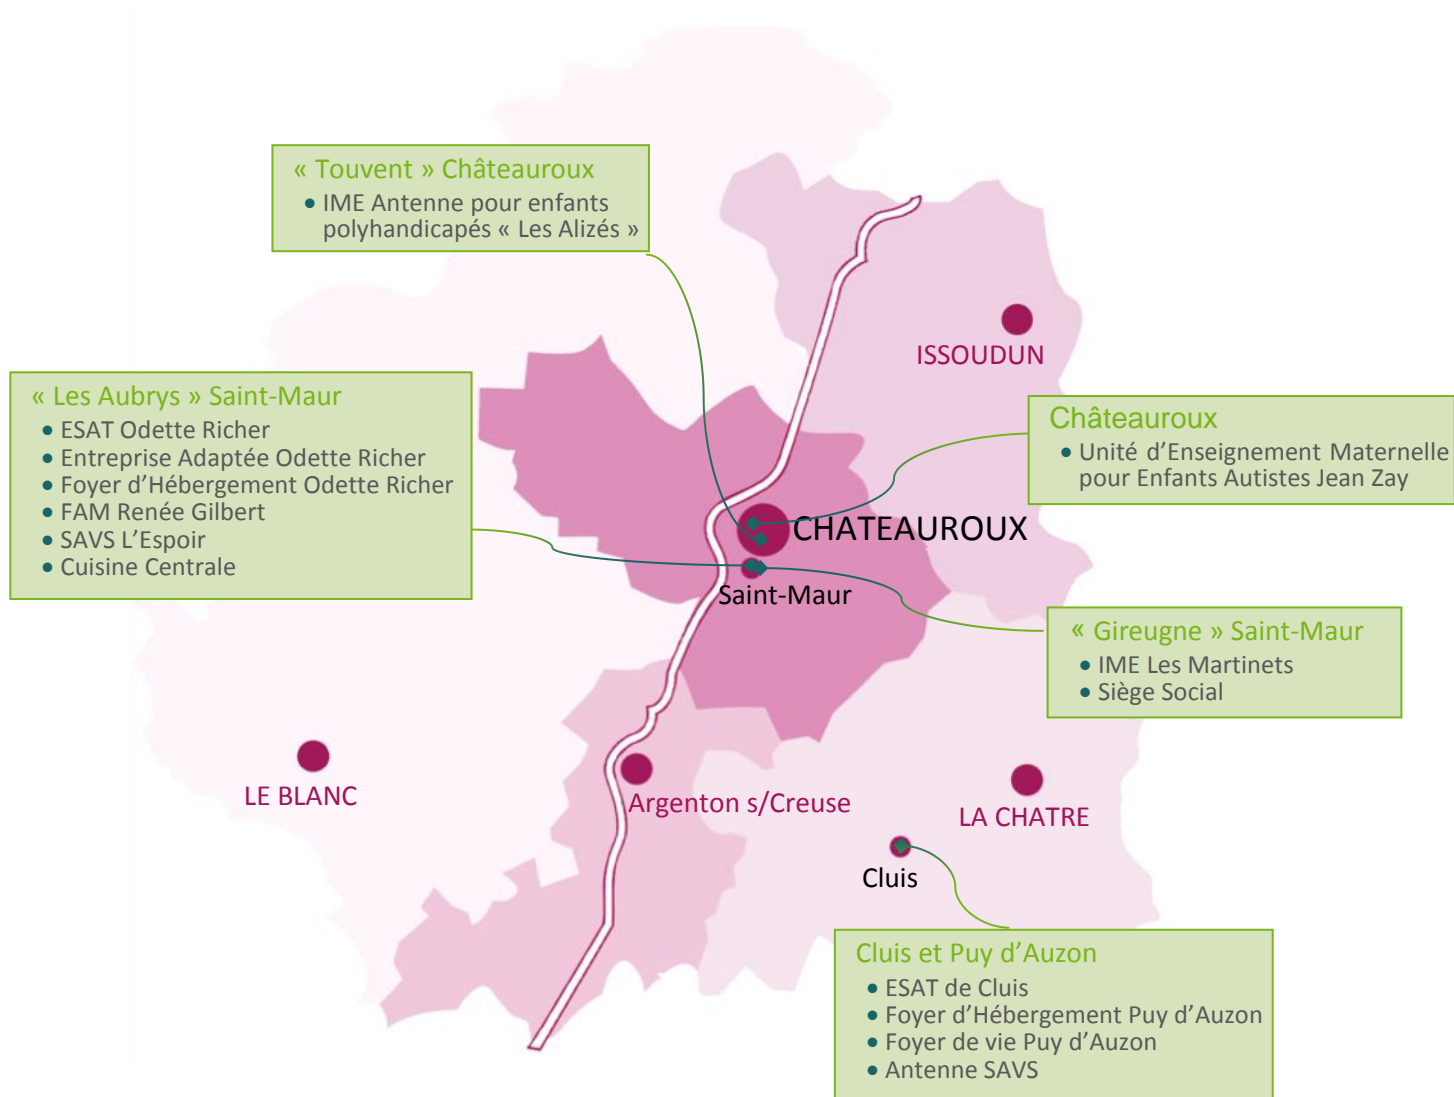 « Touvent » Châteauroux
• IME Antenne pour enfants
polyhandicapés « Les Alizés »
ISSOUDUN
« Les Aubrys » Saint-Maur
• ESAT Odette Richer
• Entreprise Adaptée Odette Richer
• Foyer d’Hébergement Odette Richer
• FAM Renée Gilbert
• SAVS L’Espoir
• Cuisine Centrale
Châteauroux
• Unité d’Enseignement Maternelle
pour Enfants Autistes Jean Zay
CHATEAUROUX
Saint-Maur
« Gireugne » Saint-Maur
• IME Les Martinets
• Siège Social
LE BLANC
Argenton s/Creuse
LA CHATRE
Cluis
Cluis et Puy d’Auzon
• ESAT de Cluis
• Foyer d’Hébergement Puy d’Auzon
• Foyer de vie Puy d’Auzon
• Antenne SAVS